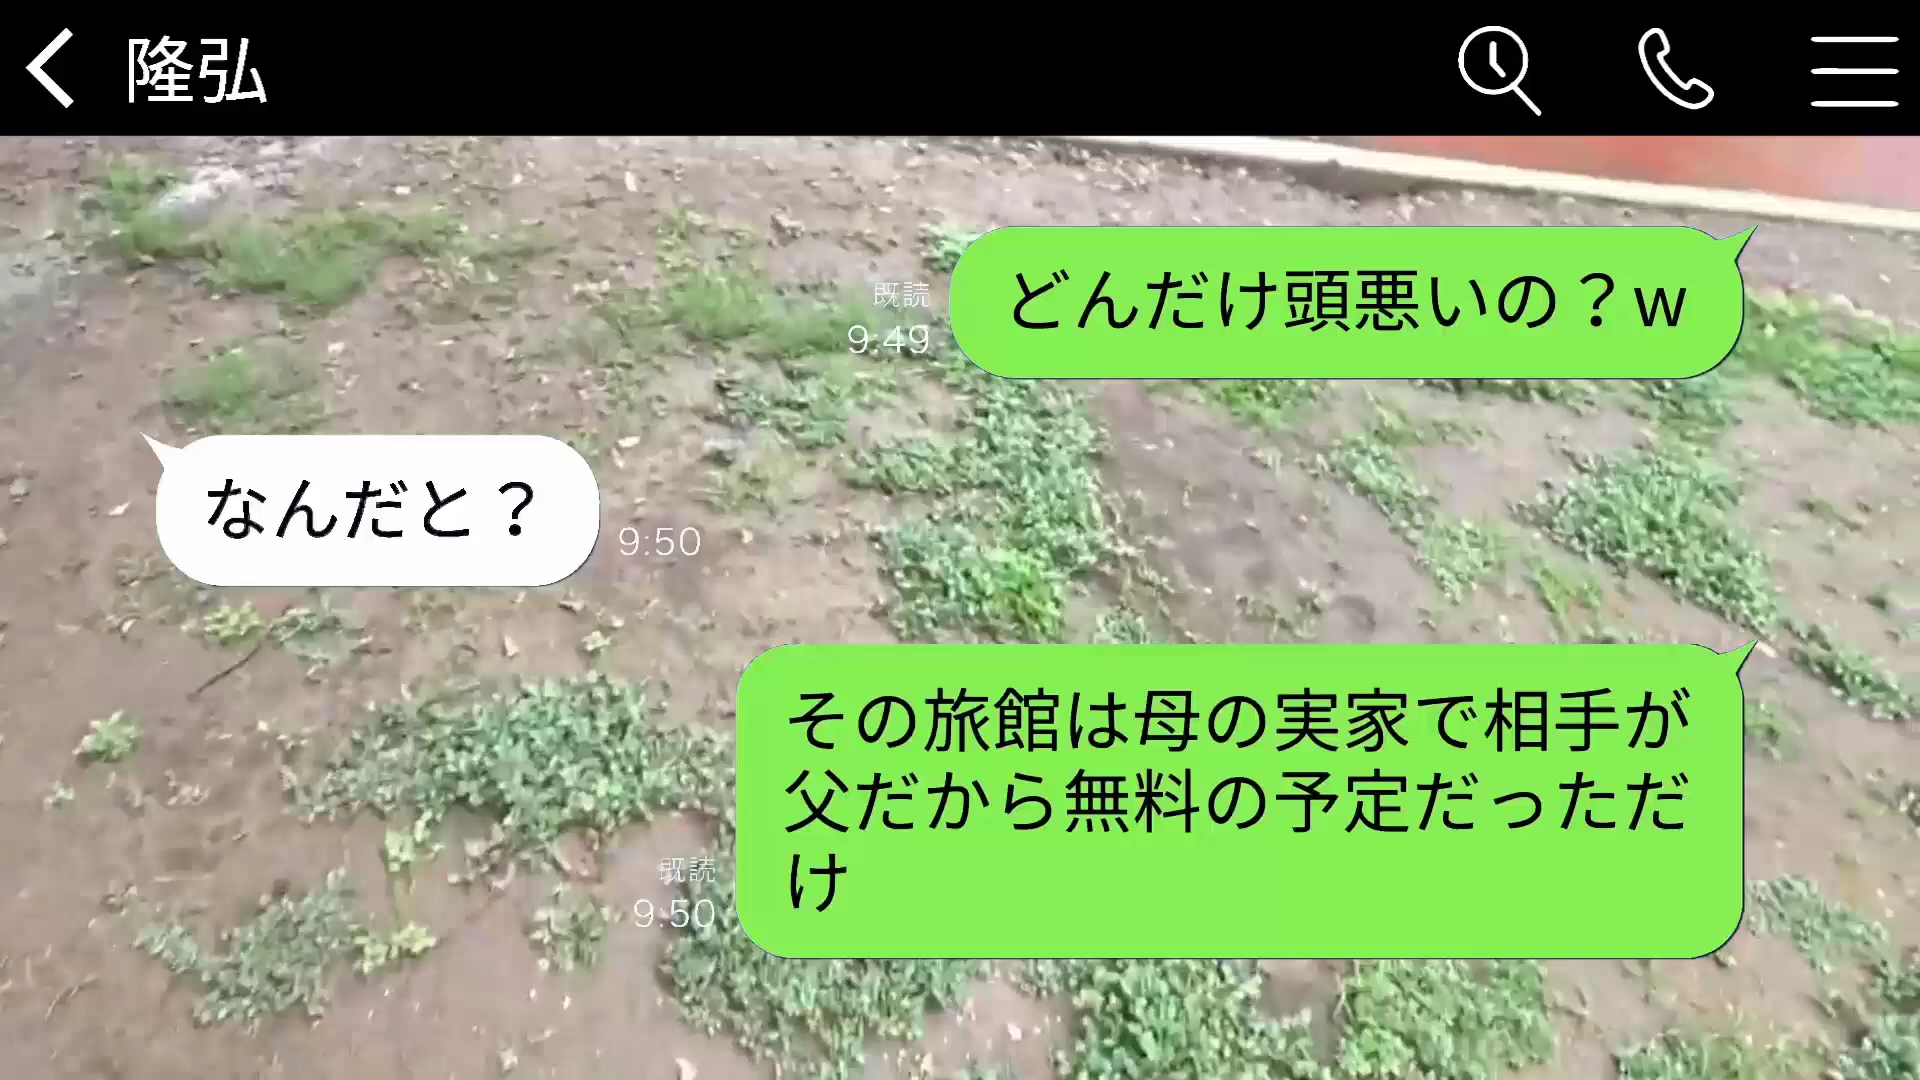 隆弘
どんだけ頭悪いの？w
既読
9:49
なんだと？
9:50
その旅館は母の実家で相手が
父だから無料の予定だっただ
け
既読
9:50